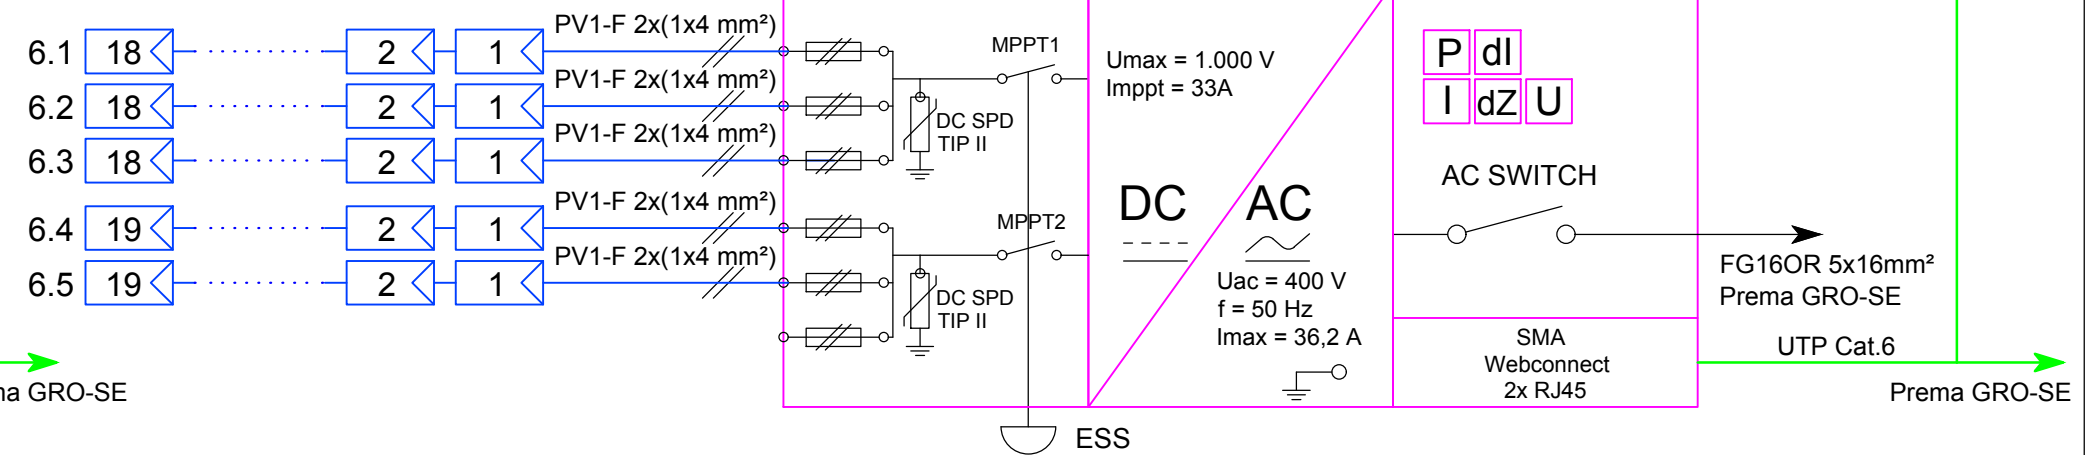 PV1-F 2x(1x4 mm²)
6.1 18 2 1
PV1-F 2x(1x4 mm²)
6.2 18 2 1
PV1-F 2x(1x4 mm²)
6.3 18 2 1
PV1-F 2x(1x4 mm²)
6.4 19 2 1
PV1-F 2x(1x4 mm²)
6.5 19 2 1
GRO-SE
MPPT1
DC SPD
TIP II
MPPT2
DC SPD
TIP II
ESS
Umax = 1.000 V
Imppt = 33A
DC
AC
Uac = 400 V
f = 50 Hz
Imax = 36,2 A
P dI
I dZ U
AC SWITCH
FG16OR 5x16mm²
Prema GRO-SE
SMA
Webconnect
2x RJ45
UTP Cat.6
Prema GRO-SE